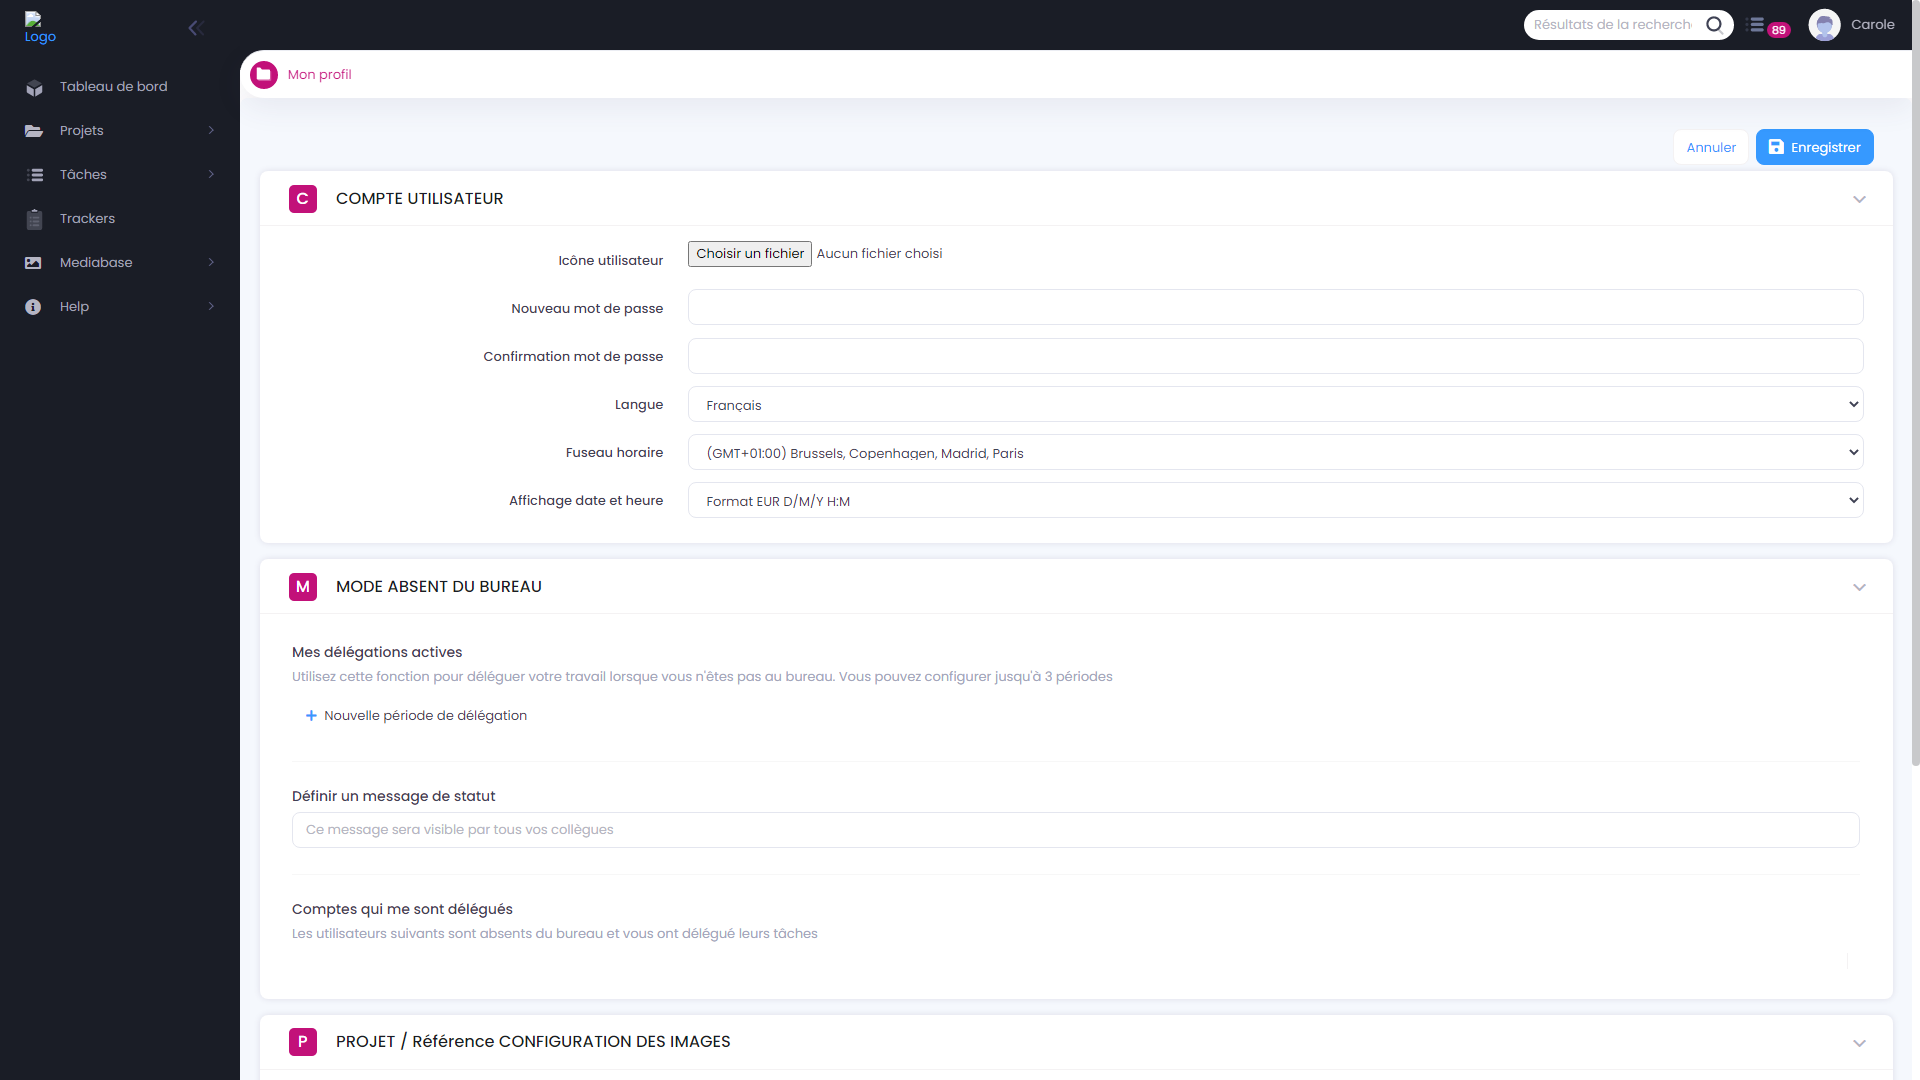 Logo
Résultats de la recherch
89
Carole
Tableau de bord
Projets
Tâches
Trackers
Mediabase
Help
Mon profil
Annuler
Enregistrer
C
COMPTE UTILISATEUR
Icône utilisateur
Choisir un fichier Aucun fichier choisi
Nouveau mot de passe
Confirmation mot de passe
Langue
Français
Fuseau horaire
(GMT+01:00) Brussels, Copenhagen, Madrid, Paris
Affichage date et heure
Format EUR D/M/Y H:M
M
MODE ABSENT DU BUREAU
Mes délégations actives
Utilisez cette fonction pour déléguer votre travail lorsque vous n'êtes pas au bureau. Vous pouvez configurer jusqu'à 3 périodes
+ Nouvelle période de délégation
Définir un message de statut
Ce message sera visible par tous vos collègues
Comptes qui me sont délégués
Les utilisateurs suivants sont absents du bureau et vous ont délégué leurs tâches
P
PROJET / Référence CONFIGURATION DES IMAGES